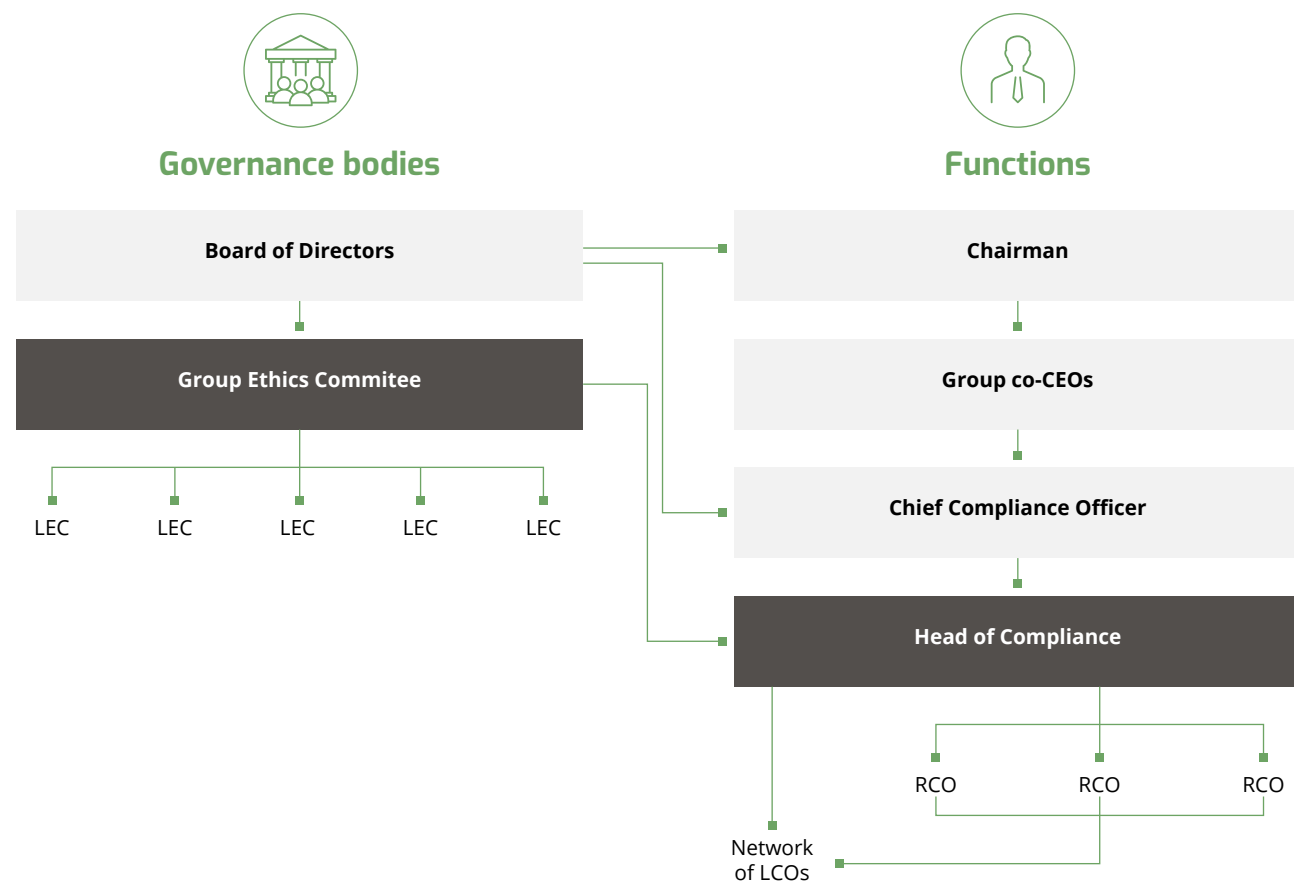 Governance bodies
Functions
Board of Directors
Chairman
Group Ethics Commitee
Group co-CEOs
Chief Compliance Officer
LEC
LEC
LEC
LEC
LEC
Head of Compliance
RCO
RCO
RCO
Network
of LCOs